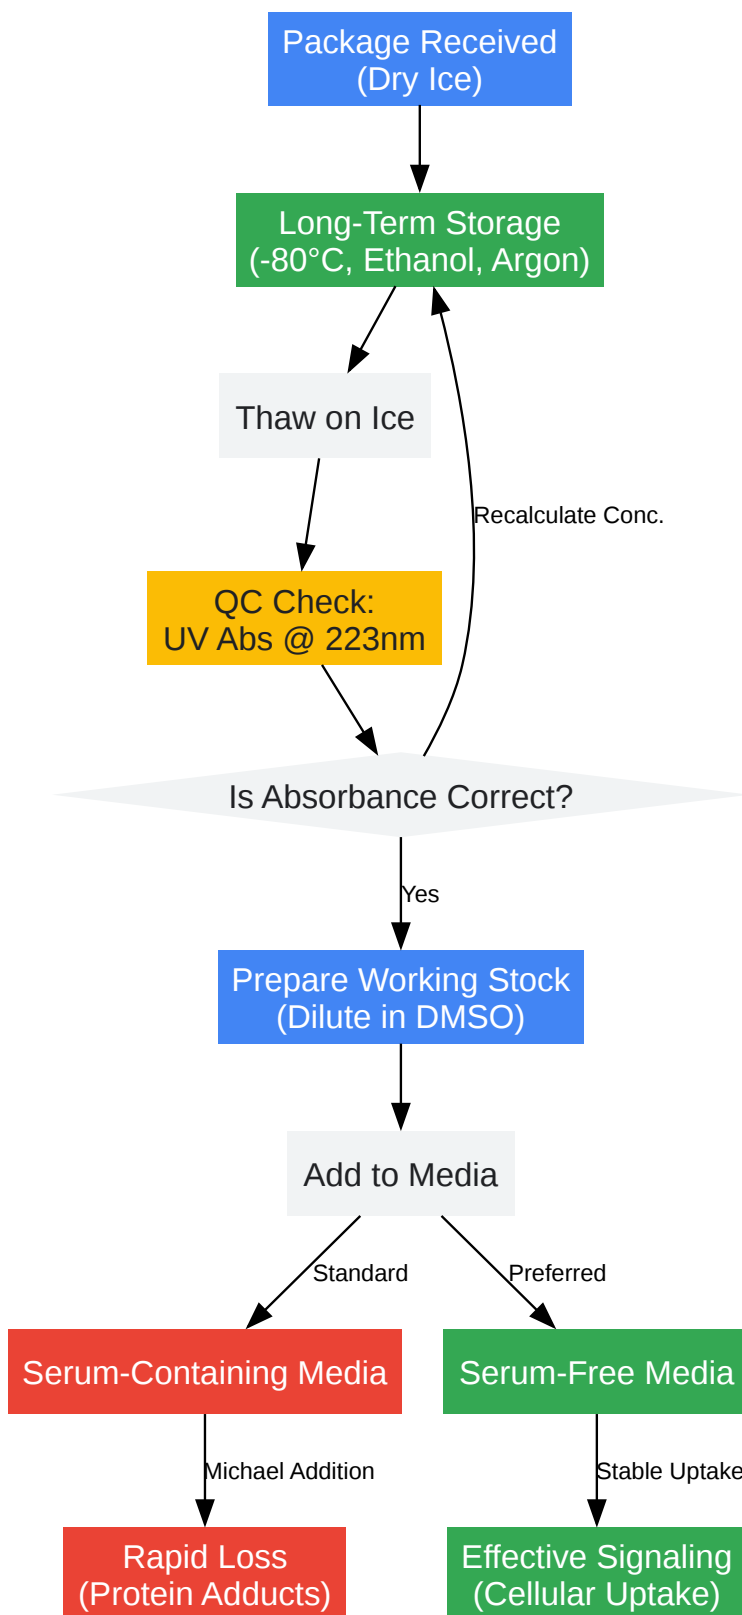 Package Received
(Dry Ice)
Long-Term Storage
(-80°C, Ethanol, Argon)
Thaw on Ice
Recalculate Conc.
QC Check:
UV Abs @ 223nm
Is Absorbance Correct?
Yes
Prepare Working Stock
(Dilute in DMSO)
Add to Media
Standard
Preferred
Serum-Containing Media
Serum-Free Media
Michael Addition
Stable Uptake
Rapid Loss
(Protein Adducts)
Effective Signaling
(Cellular Uptake)